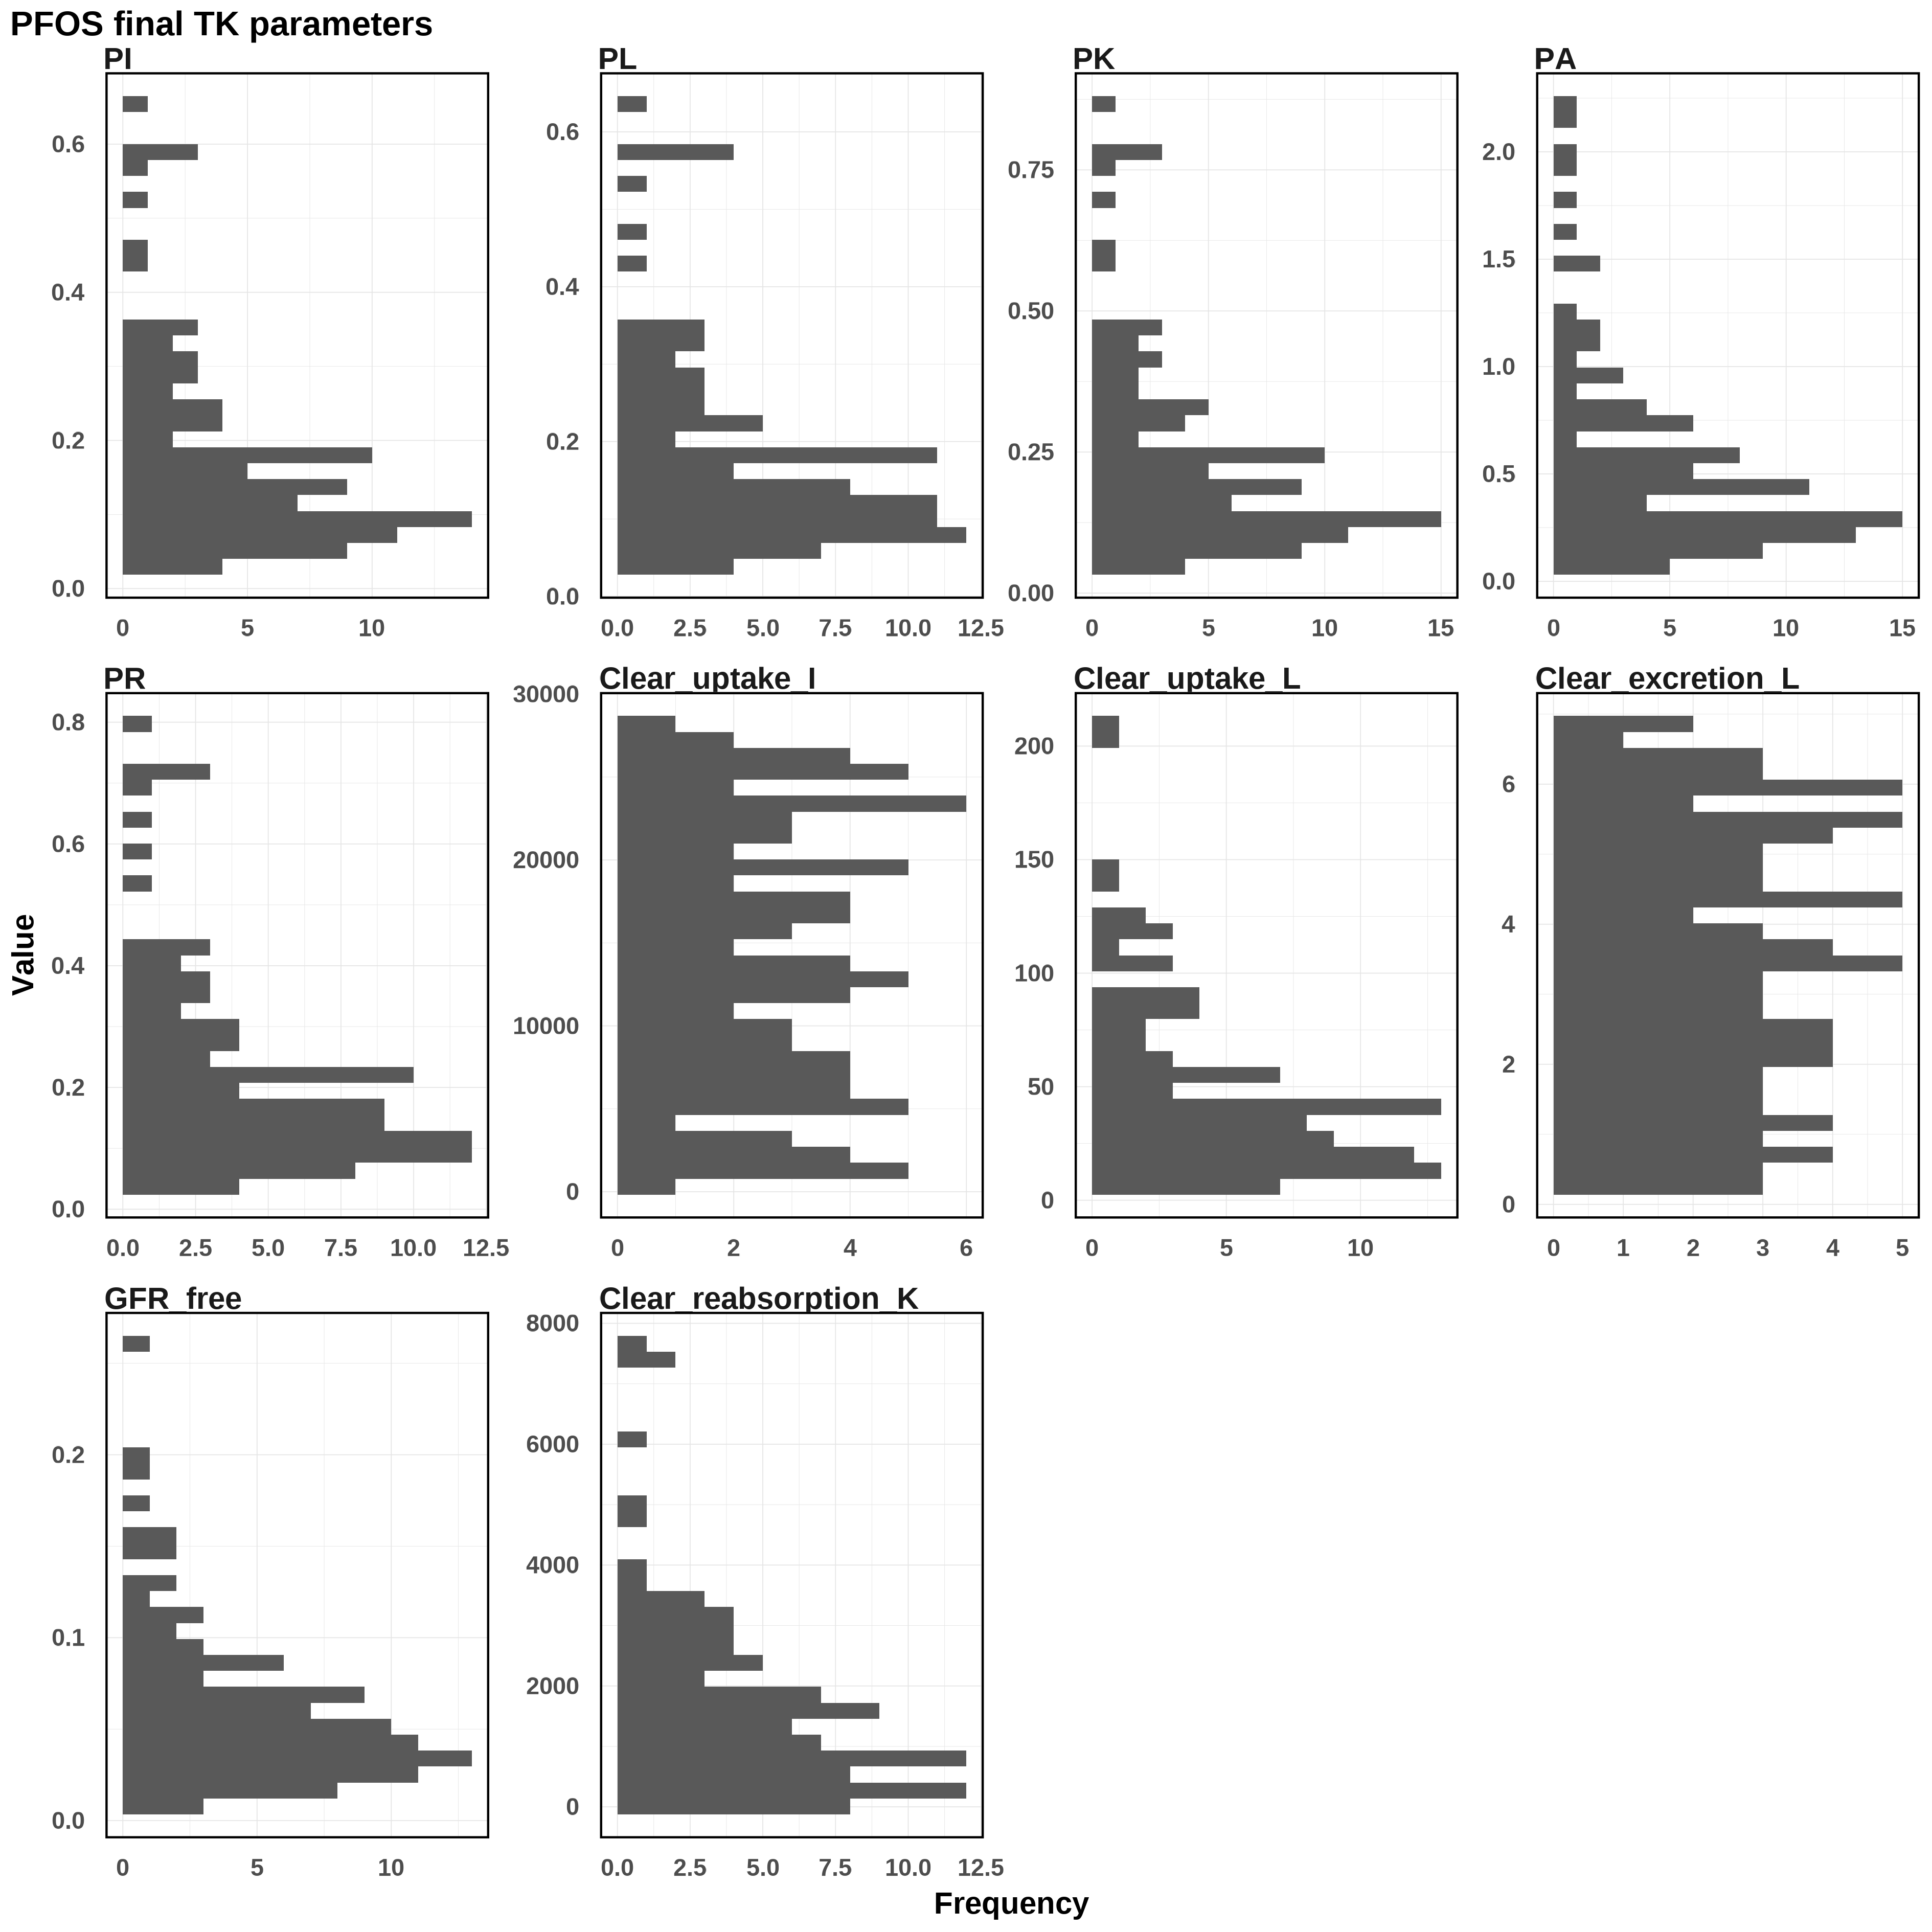 PFOS final TK parameters
PI
PL
PK
PA
0.6
0.4
0.2
0.0
0.6
0.4
0.2
0.0
0.75
0.50
0.25
0.00
2.0
1.5
1.0
0.5
0.0
0 5 10
0.0 2.5 5.0 7.5 10.0 12.5
0 5 10 15
0 5 10 15
PR
Clear_uptake_I
Clear_uptake_L
Clear_excretion_L
Value
0.8
0.6
0.4
0.2
0.0
30000
20000
10000
0
200
150
100
50
0
6
4
2
0
0.0 2.5 5.0 7.5 10.0 12.5
0 2 4 6
0 5 10
0 1 2 3 4 5
GFR_free
Clear_reabsorption_K
0.2
0.1
0.0
8000
6000
4000
2000
0
0 5 10
0.0 2.5 5.0 7.5 10.0 12.5
Frequency